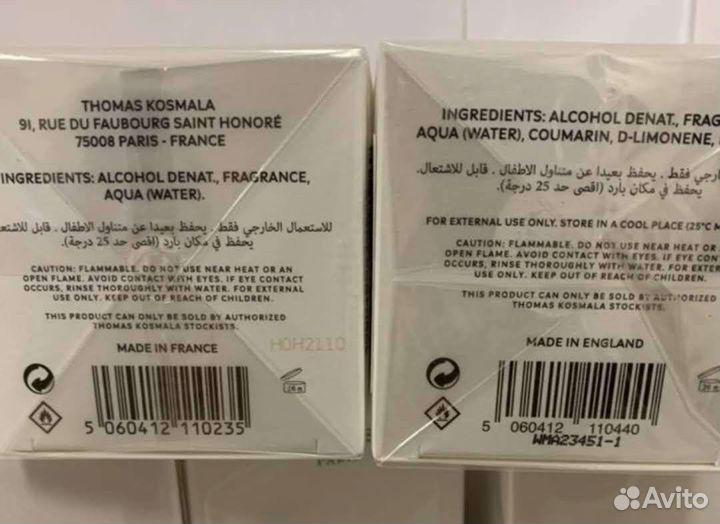 THOMAS KOSMALA
91, RUE DU FAUBOURG SAINT HONORÉ
75008 PARIS - FRANCE
INGREDIENTS: ALCOHOL DENAT., FRAGRANCE,
AQUA (WATER).
للاستعمال الخارجي فقط . يحفظ بعيدا عن متناول الاطفال . قابل للاشتعال.
يحفظ في مكان بارد (اقصى حد 25 درجة).
CAUTION: FLAMMABLE. DO NOT USE NEAR HEAT OR AN
OPEN FLAME. AVOID CONTACT WITH EYES. IF EYE CONTACT
OCCURS, RINSE THOROUGHLY WITH WATER. FOR EXTERNAL
USE ONLY. KEEP OUT OF REACH OF CHILDREN.
THIS PRODUCT CAN ONLY BE SOLD BY AUTHORIZED
THOMAS KOSMALA STOCKISTS.
MADE IN FRANCE
H0H2110
5 060412 110235
INGREDIENTS: ALCOHOL DENAT., FRAG
AQUA (WATER), COUMARIN, D-LIMONENE,
رجي فقط . يحفظ بعيدا عن متناول الاطفال . قابل للاشتعال.
يحفظ في مكان بارد (اقصى حد 25 درجة).
FOR EXTERNAL USE ONLY. STORE IN A COOL PLACE (25°C M
CAUTION: FLAMMABLE. DO NOT USE NEAR HEAT OR
OPEN FLAME. AVOID CONTACT WITH EYES. IF EYE CONT
OCCURS, RINSE THOROUGHLY WITH WATER. FOR EXTE
USE ONLY. KEEP OUT OF REACH OF CHILDREN
THIS PRODUCT CAN ONLY BE SOLD BY AUTHORIZED
THOMAS KOSMALA STOCKISTS.
MADE IN ENGLAND
5 060412 110440
WMA23451-1
Avito